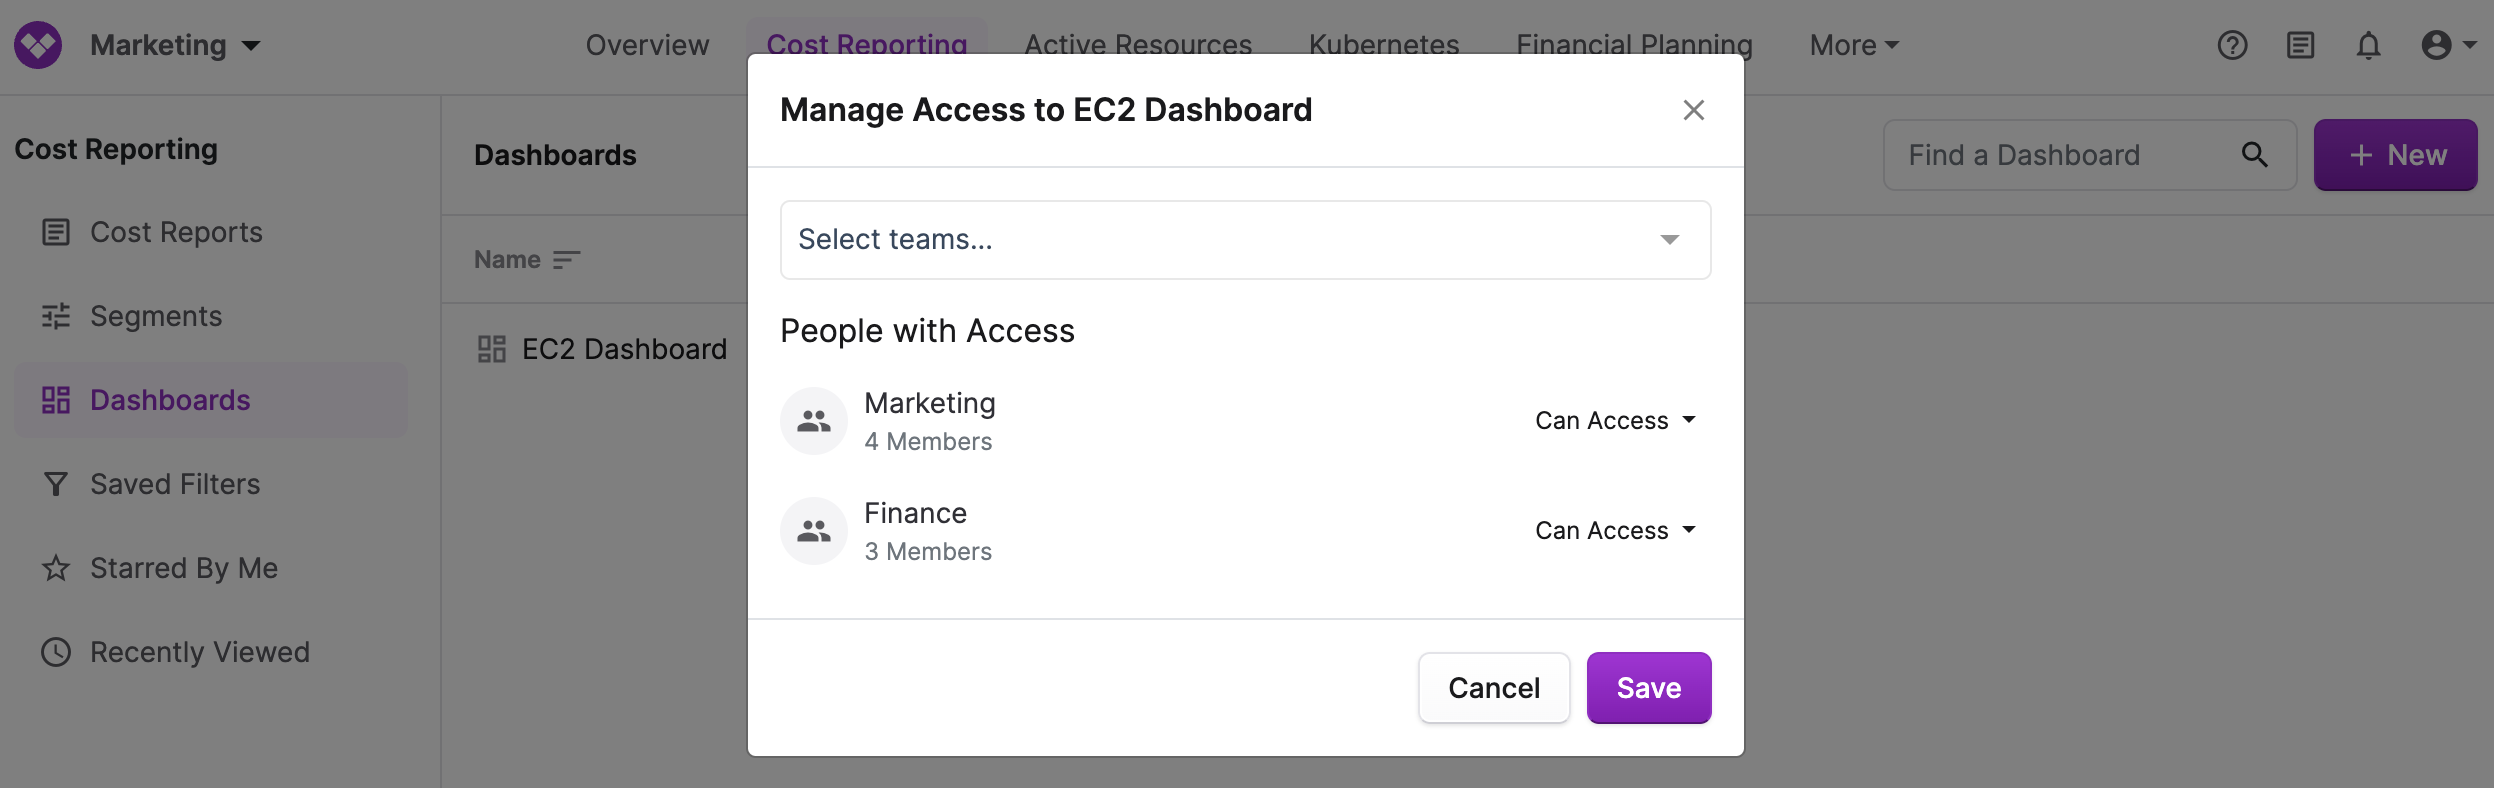 Marketing
Overview
Cost Reporting
Active Resources
Kubernetes
Financial Planning
More
Cost Reporting
Cost Reports
Segments
Dashboards
Saved Filters
Starred By Me
Recently Viewed
Dashboards
Find a Dashboard
+ New
Name
EC2 Dashboard
Manage Access to EC2 Dashboard
Select teams...
People with Access
Marketing
4 Members
Can Access
Finance
3 Members
Can Access
Cancel
Save